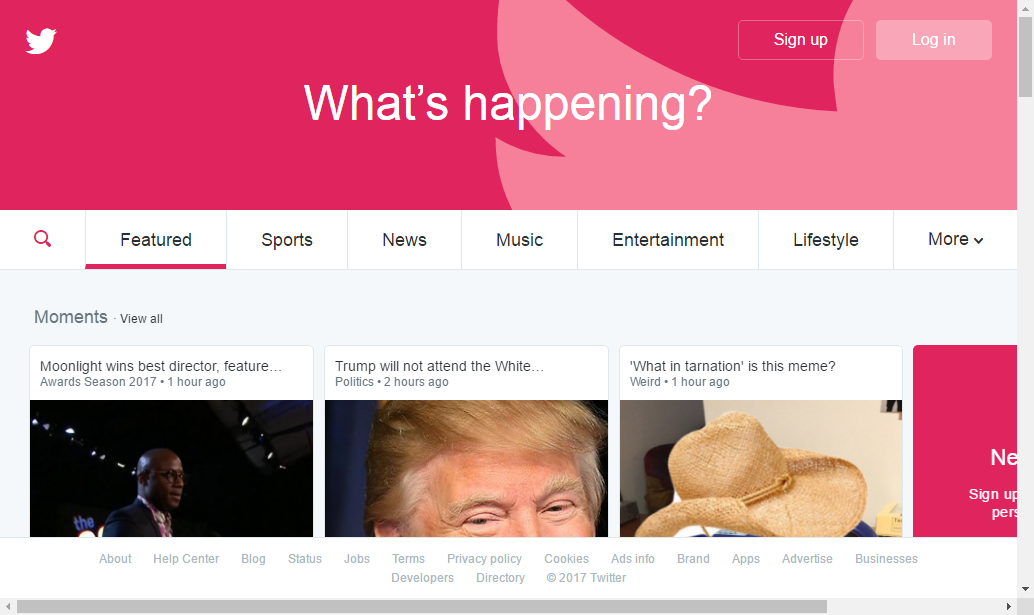 Sign up
Log in
What's happening?
Featured
Sports
News
Music
Entertainment
Lifestyle
More
Moments · View all
Moonlight wins best director, feature…
Awards Season 2017 • 1 hour ago
Trump will not attend the White…
Politics • 2 hours ago
'What in tarnation' is this meme?
Weird • 1 hour ago
the
Ne
Sign up
pers
About Help Center Blog Status Jobs Terms Privacy policy Cookies Ads info Brand Apps Advertise Businesses
Developers Directory © 2017 Twitter